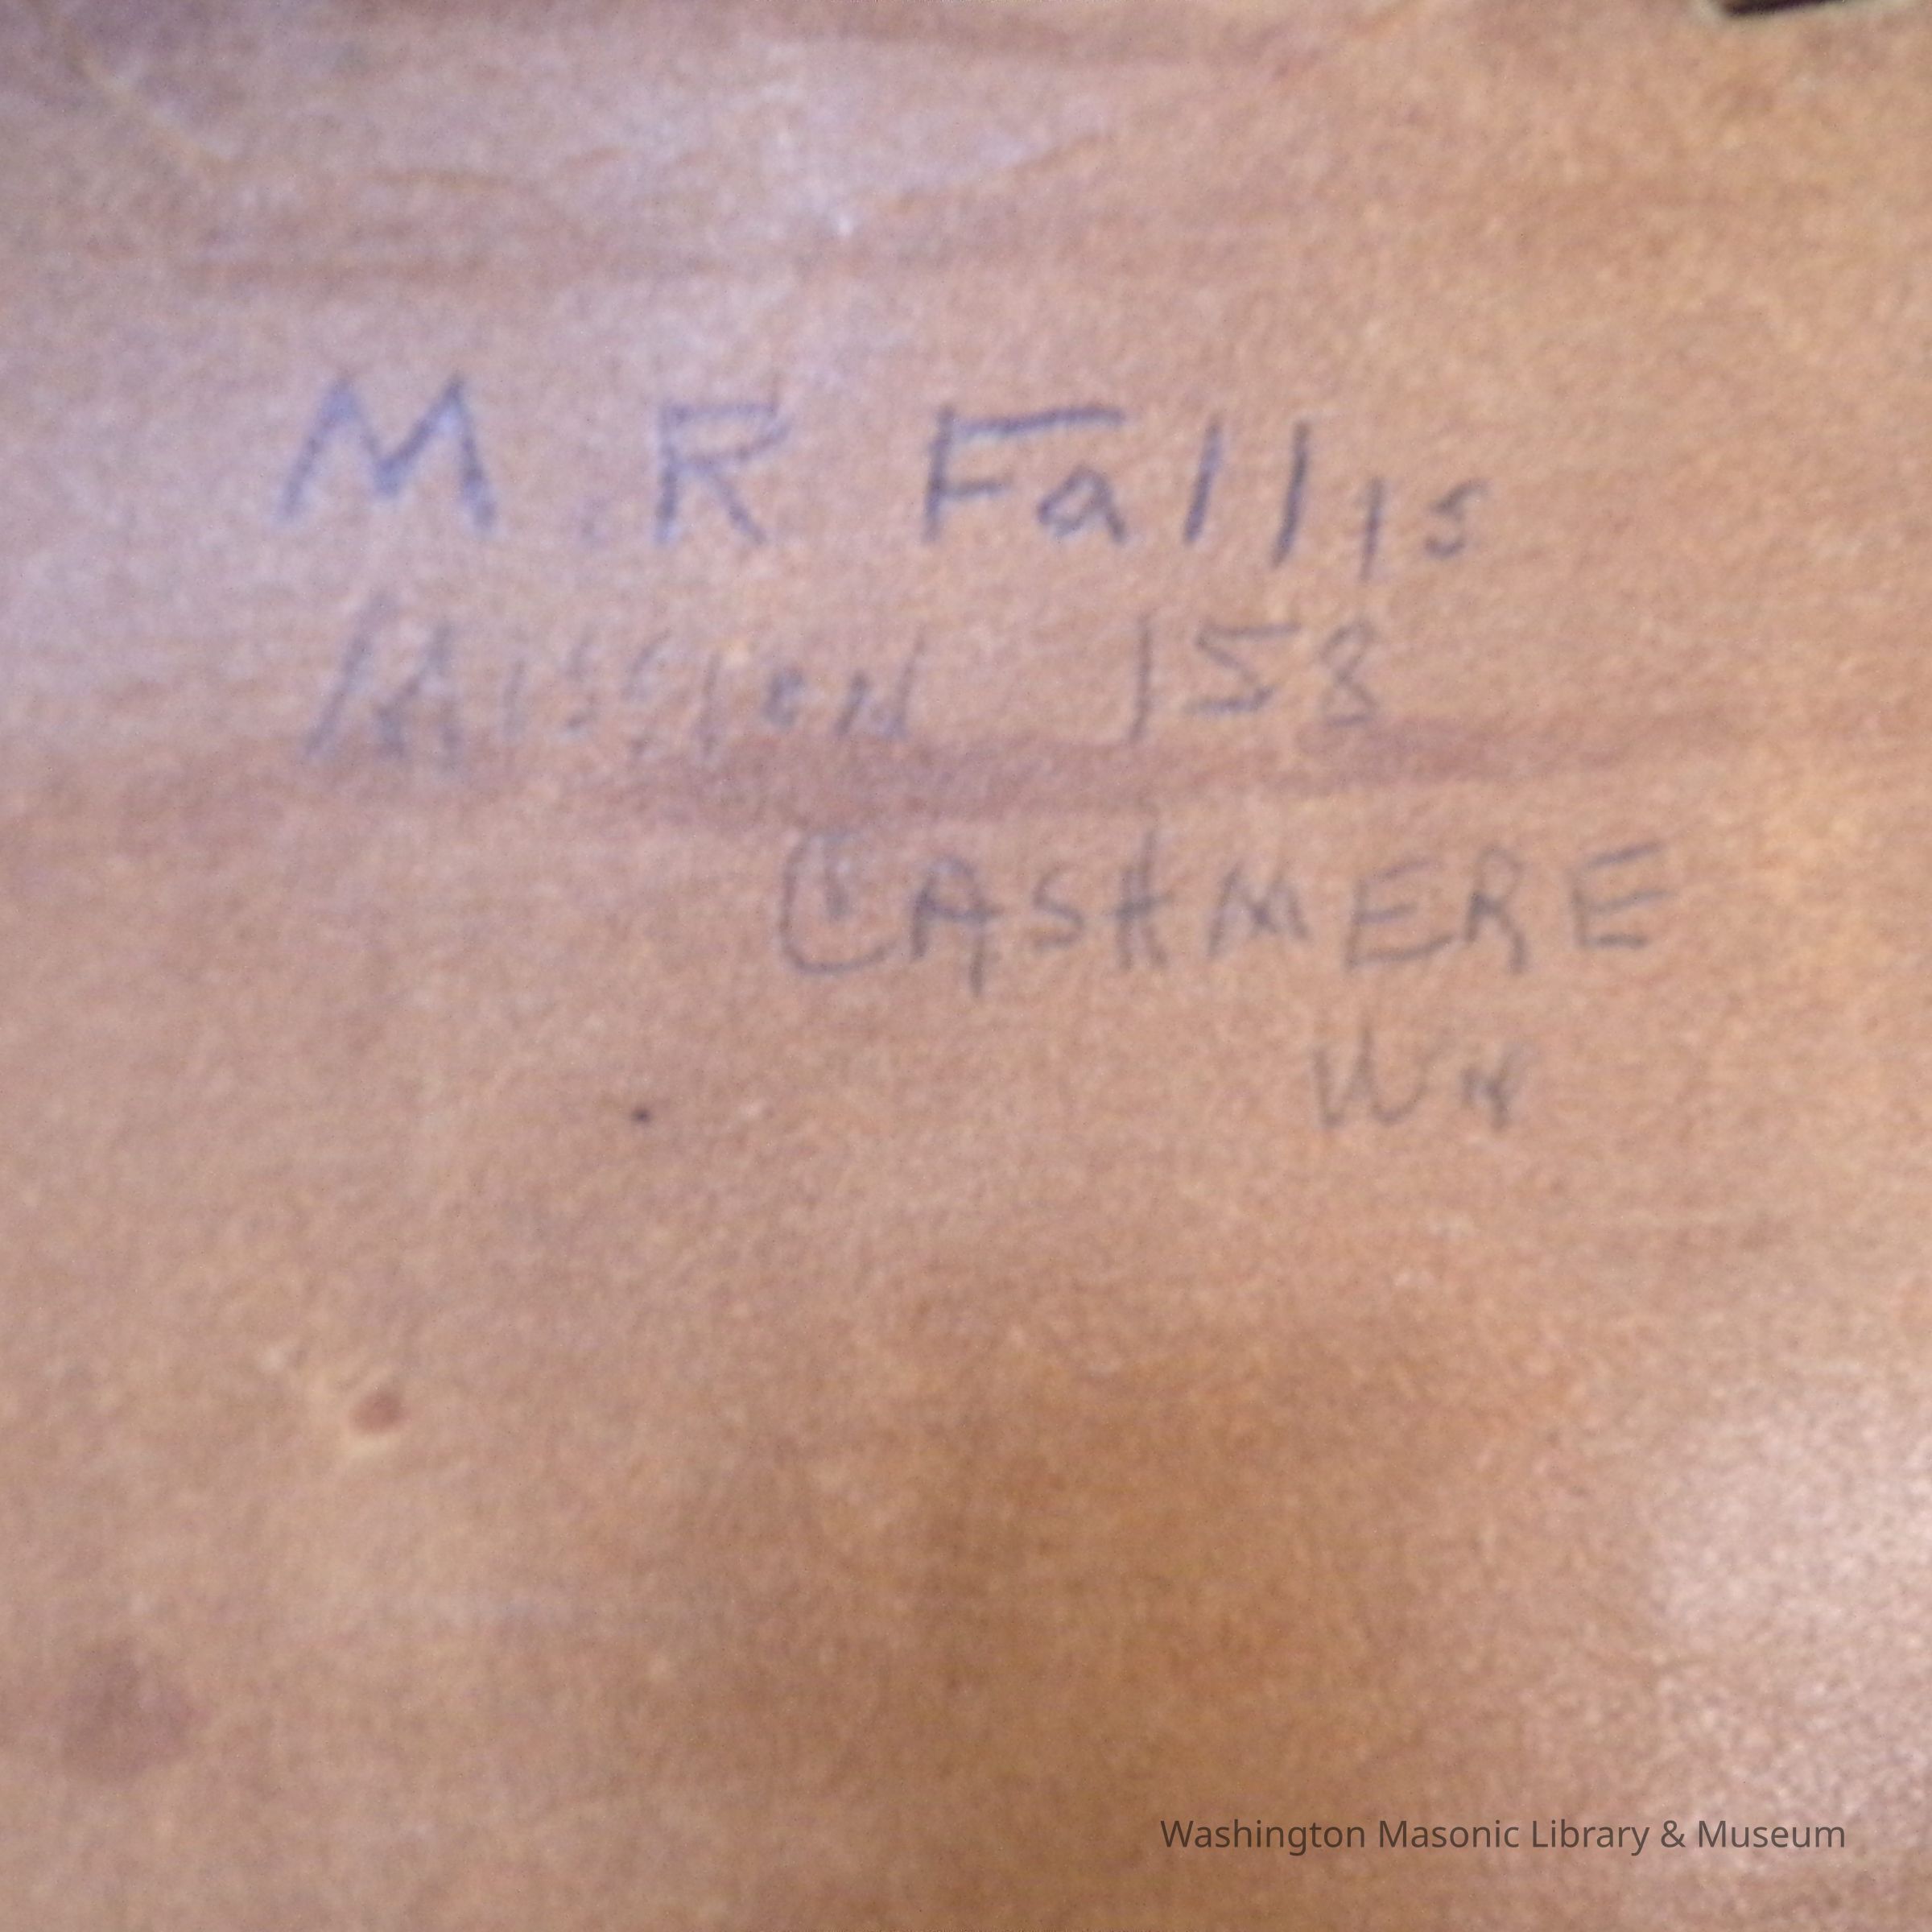 M R Fallis
Mission 158
CASHMERE
Wn
Washington Masonic Library & Museum